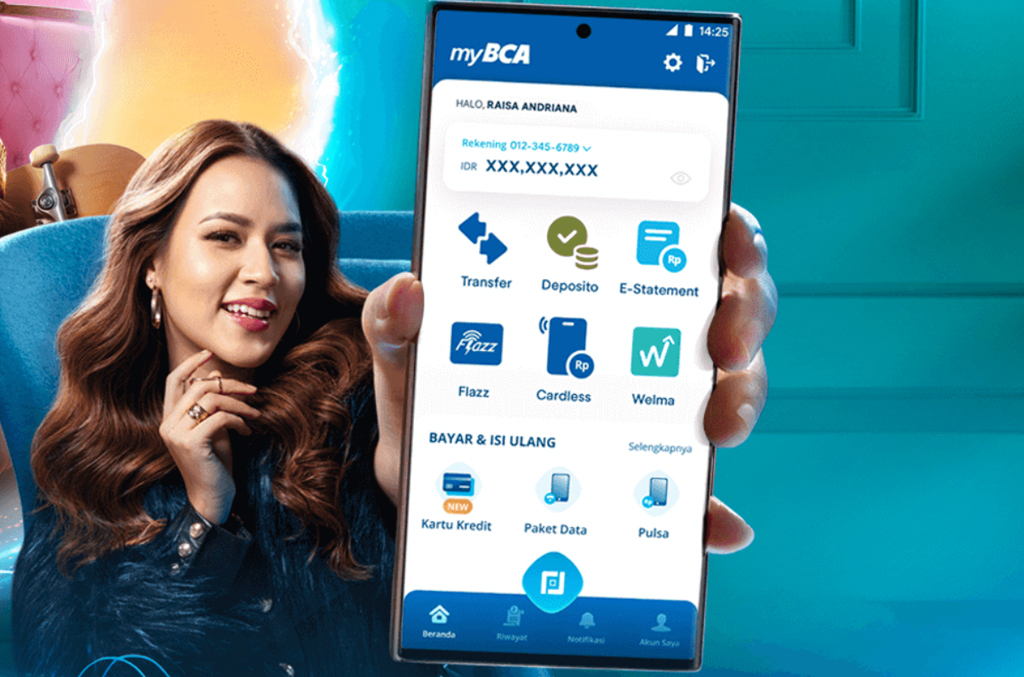 14:25
myBCA
HALO, RAISA ANDRIANA
Rekening 012-345-6789
IDR XXX,XXX,XXX
Transfer
Deposito
E-Statement
Rp
Flazz
Flazz
Rp
Cardless
W
Welma
BAYAR & ISI ULANG
Selengkapnya
NEW
Kartu Kredit
Paket Data
Pulsa
Beranda
Riwayat
Notifikasi
Akun Saya